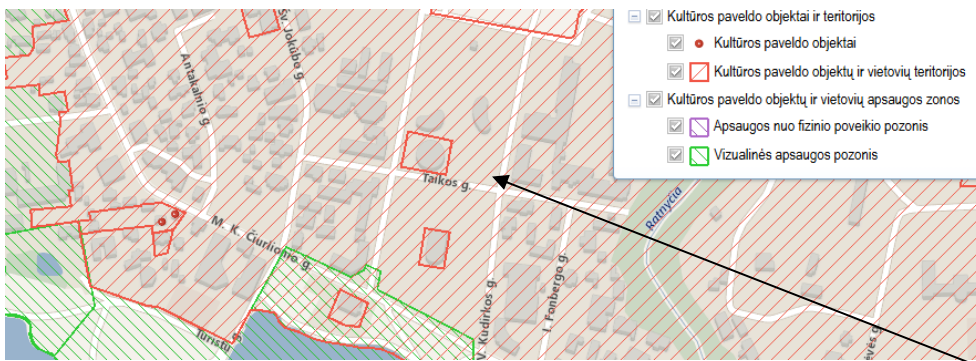 Kultūros paveldo objektai ir teritorijos
Kultūros paveldo objektai
Kultūros paveldo objektų ir vietovių teritorijos
Kultūros paveldo objektų ir vietovių apsaugos zonos
Apsaugos nuo fizinio poveikio pozonis
Vizualinės apsaugos pozonis
Šv. Jokūbo g.
Antakalnio g.
Taikos g.
Ratnyčia
M. K. Čiurlionio g.
Turistų g.
V. Kudirkos g.
I. Fonbergo g.
ėvės g.